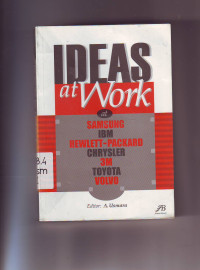 IDEAS
at Work
SAMSUNG
IBM
HEWLETT-PACKARD
CHRYSLER
3M
TOYOTA
VOLVO
Editor: A. Usmara